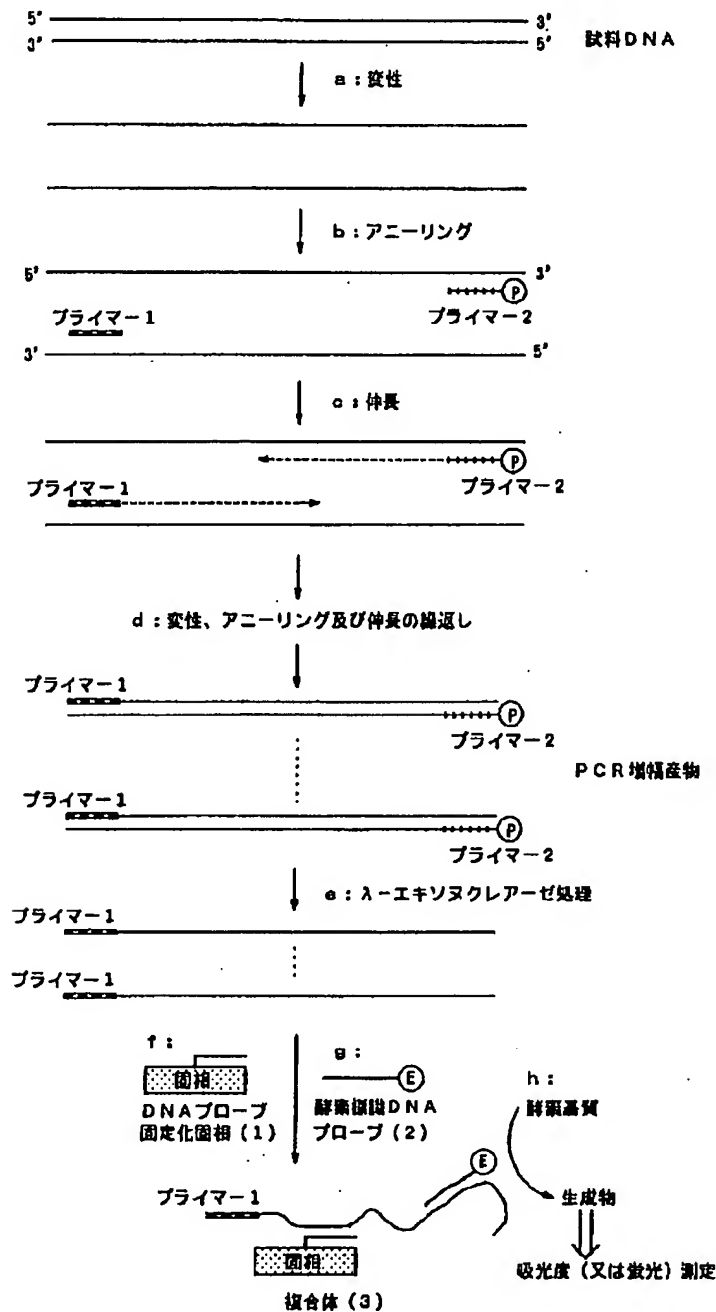 5' 3'
3' 5'
試料DNA
a:変性
b:アニーリング
5' 3'
P
プライマー1 プライマー2
3' 5'
c:伸長
P
プライマー1 プライマー2
d:変性、アニーリング及び伸長の繰返し
プライマー1
P
プライマー2
PCR増幅産物
プライマー1
P
プライマー2
e:λ-エキソヌクレアーゼ処理
プライマー1
プライマー1
f:
固相
DNAプローブ
固定化固相(1)
g:
E
酵素標識DNA
プローブ(2)
h:
酵素基質
E
プライマー1
固相
複合体(3)
生成物
吸光度(又は蛍光)測定